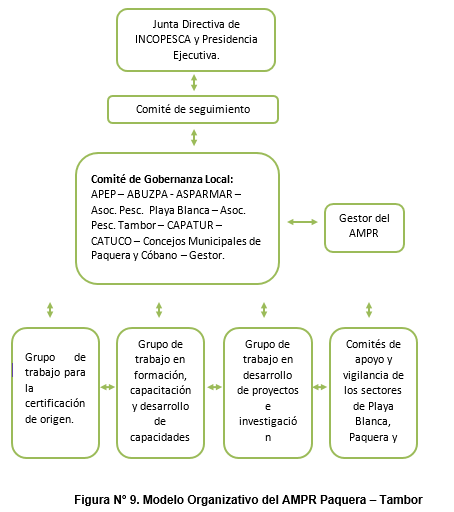 Junta Directiva de
INCOPESCA y Presidencia
Ejecutiva.
Comité de seguimiento
Comité de Gobernanza Local:
APEP – ABUZPA - ASPARMAR –
Asoc. Pesc. Playa Blanca – Asoc.
Pesc. Tambor – CAPATUR –
CATUCO – Concejos Municipales de
Paquera y Cóbano – Gestor.
Gestor del
AMPR
Grupo de
trabajo para
la
certificación
de origen.
Grupo de
trabajo en
formación,
capacitación
y desarrollo
de
capacidades
Grupo de
trabajo en
desarrollo
de proyectos
e
investigació
n
Comités de
apoyo y
vigilancia de
los sectores
de Playa
Blanca,
Paquera y
Figura N° 9. Modelo Organizativo del AMPR Paquera – Tambor